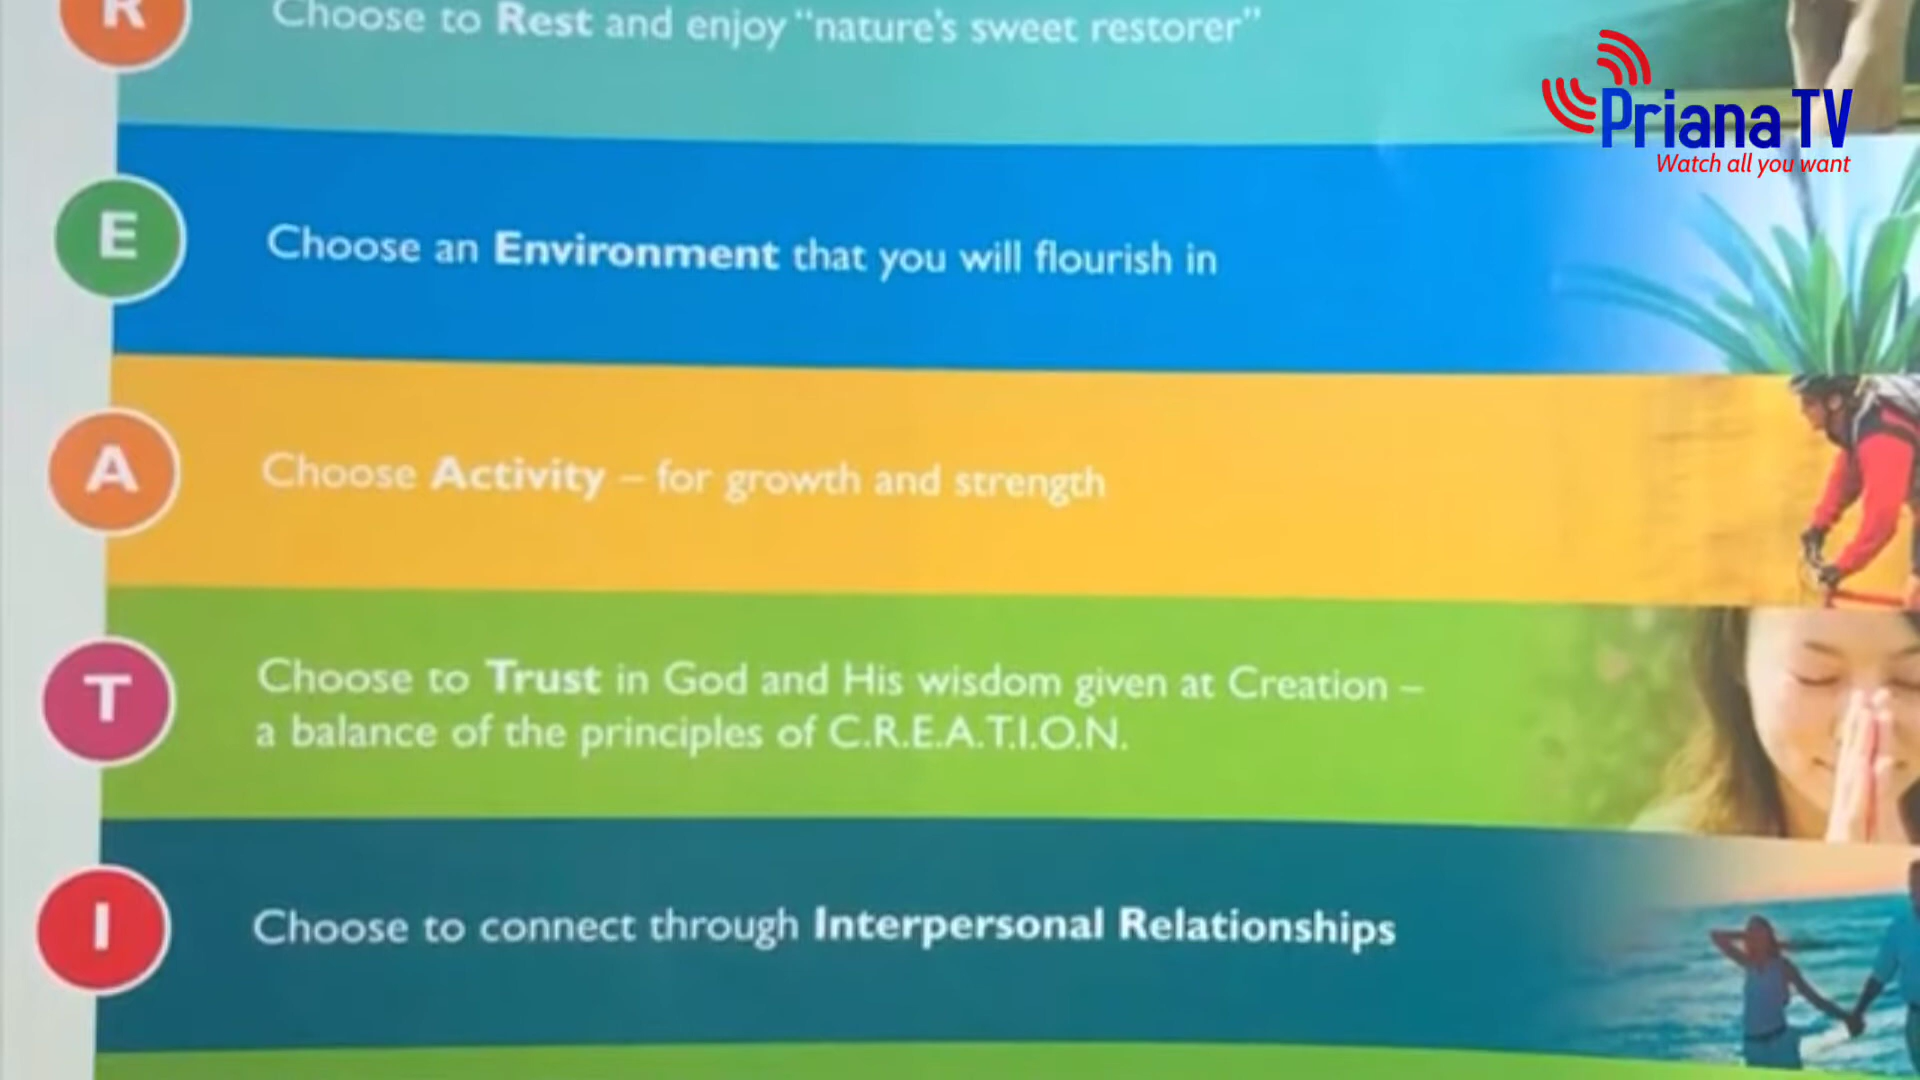 R
Choose to Rest and enjoy “nature’s sweet restorer”
Priana TV
Watch all you want
E
Choose an Environment that you will flourish in
A
Choose Activity – for growth and strength
T
Choose to Trust in God and His wisdom given at Creation –
a balance of the principles of C.R.E.A.T.I.O.N.
I
Choose to connect through Interpersonal Relationships